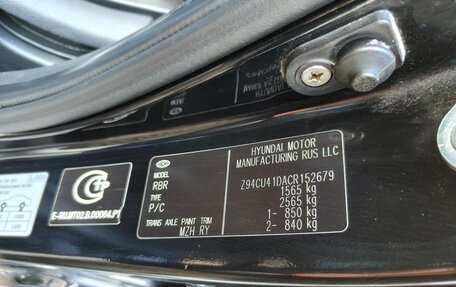 HYUNDAI MOTOR
MANUFACTURING RUS LLC
MODEL
RBR
Z94CU41DACR152679
TYPE
1565 kg
P/C
2565 kg
1- 850 kg
TRANS AXLE PAINT TRM
2- 840 kg
MZH RY